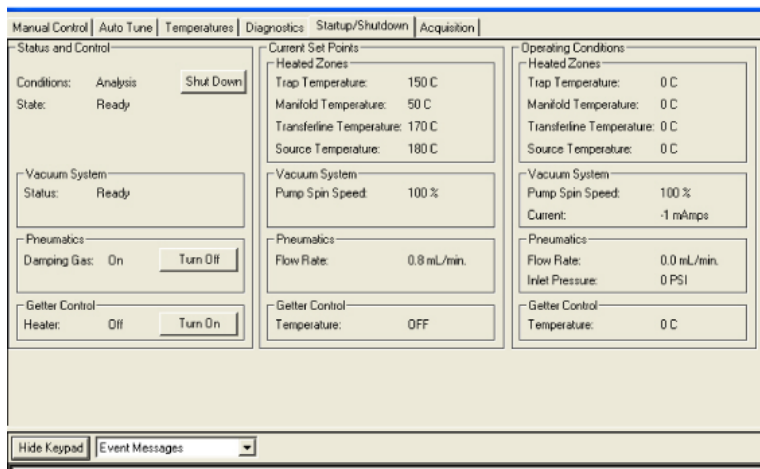 Manual Control Auto Tune Temperatures Diagnostics Startup/Shutdown Acquisition
Status and Control
Conditions: Analysis Shut Down
State: Ready
Vacuum System
Status: Ready
Pneumatics
Damping Gas: On Turn Off
Getter Control
Heater: Off Turn On
Current Set Points
Heated Zones
Trap Temperature: 150 C
Manifold Temperature: 50 C
Transferline Temperature: 170 C
Source Temperature: 180 C
Vacuum System
Pump Spin Speed: 100 %
Pneumatics
Flow Rate: 0.8 mL/min.
Getter Control
Temperature: OFF
Operating Conditions
Heated Zones
Trap Temperature: 0 C
Manifold Temperature: 0 C
Transferline Temperature: 0 C
Source Temperature: 0 C
Vacuum System
Pump Spin Speed: 100 %
Current: -1 mAmps
Pneumatics
Flow Rate: 0.0 mL/min.
Inlet Pressure: 0 PSI
Getter Control
Temperature: 0 C
Hide Keypad Event Messages